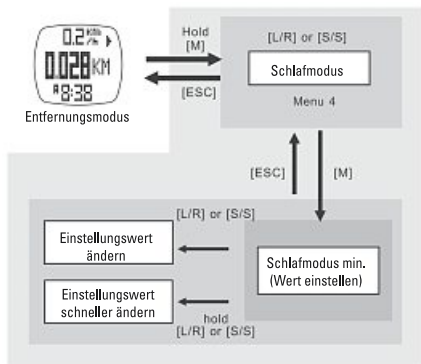 0.2 KM/h
0.028 KM
A 8:38
Entfernungsmodus
Hold
[M]
[ESC]
[L/R] or [S/S]
Schlafmodus
Menu 4
[ESC]
[M]
[L/R] or [S/S]
Einstellungswert
ändern
Einstellungswert
schneller ändern
hold
[L/R] or [S/S]
Schlafmodus min.
(Wert einstellen)